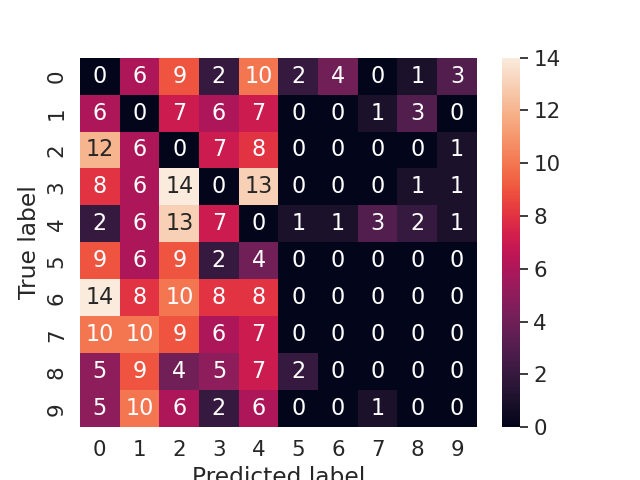 14
0 0 6 9 2 10 2 4 0 1 3
12
1 6 0 7 6 7 0 0 1 3 0
2 12 6 0 7 8 0 0 0 0 1
10
3 8 6 14 0 13 0 0 0 1 1
8
4 2 6 13 7 0 1 1 3 2 1
True label
5 9 6 9 2 4 0 0 0 0 0
6
6 14 8 10 8 8 0 0 0 0 0
4
7 10 10 9 6 7 0 0 0 0 0
8 5 9 4 5 7 2 0 0 0 0
2
9 5 10 6 2 6 0 0 1 0 0
0
0 1 2 3 4 5 6 7 8 9
Predicted label